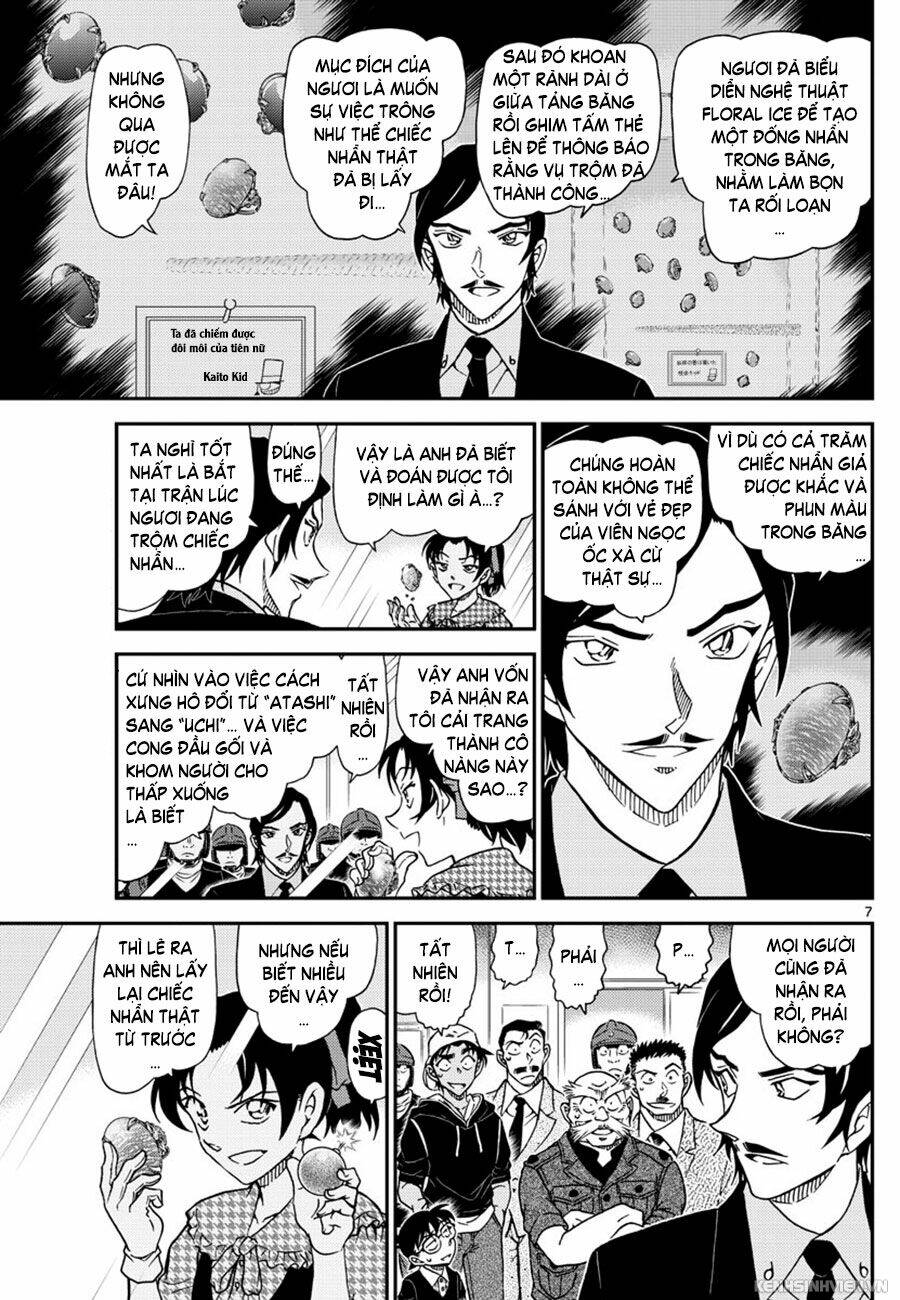 NGƯƠI ĐÃ BIỂU
DIỄN NGHỆ THUẬT
FLORAL ICE ĐỂ TẠO
MỘT ĐỐNG NHẪN
TRONG BĂNG,
NHẰM LÀM BỌN
TA RỐI LOẠN
...
SAU ĐÓ KHOAN
MỘT RÃNH DÀI Ở
GIỮA TẢNG BĂNG
RỒI GHIM TẤM THẺ
LÊN ĐỂ THÔNG BÁO
RẰNG VỤ TRỘM ĐÃ
THÀNH CÔNG...
MỤC ĐÍCH CỦA
NGƯƠI LÀ MUỐN
SỰ VIỆC TRÔNG
NHƯ THỂ CHIẾC
NHẪN THẬT
ĐÃ BỊ LẤY
ĐI...
NHƯNG
KHÔNG
QUA
ĐƯỢC
MẮT TA
ĐÂU!
Ta đã chiếm được
đôi môi của tiên nữ
Kaito Kid
VÌ DÙ CÓ CẢ TRĂM
CHIẾC NHẪN GIẢ
ĐƯỢC KHẮC VÀ
PHUN MÀU
TRONG BĂNG
CHÚNG HOÀN
TOÀN KHÔNG THỂ
SÁNH VỚI VẺ ĐẸP
CỦA VIÊN NGỌC
ỐC XÀ CỪ
THẬT SỰ...
VẬY LÀ ANH ĐÃ BIẾT
VÀ ĐOÁN ĐƯỢC TÔI
ĐỊNH LÀM GÌ À...?
ĐÚNG
THẾ...
TA NGHĨ TỐT
NHẤT LÀ BẮT
TẠI TRẬN LÚC
NGƯƠI ĐANG
TRỘM CHIẾC
NHẪN...
VẬY ANH VỐN
ĐÃ NHẬN RA
TÔI CẢI TRANG
THÀNH CÔ
NÀNG NÀY
SAO...?
TẤT
NHIÊN
RỒI
...
CỨ NHÌN VÀO VIỆC CÁCH
XƯNG HÔ ĐỔI TỪ "ATASHI"
SANG "UCHI"... VÀ VIỆC
CONG ĐẦU GỐI VÀ
KHOM NGƯỜI CHO
THẤP XUỐNG
LÀ BIẾT
...
7
MỌI NGƯỜI
CŨNG ĐÃ
NHẬN RA
RỒI, PHẢI
KHÔNG?
P...
PHẢI
...
T...
TẤT
NHIÊN
RỒI!
NHƯNG NẾU
BIẾT NHIỀU
ĐẾN VẬY
...
XẸTT
THÌ LẼ RA
ANH NÊN LẤY
LẠI CHIẾC
NHẪN THẬT
TỪ TRƯỚC
...
KENHSINHVIEN.VN